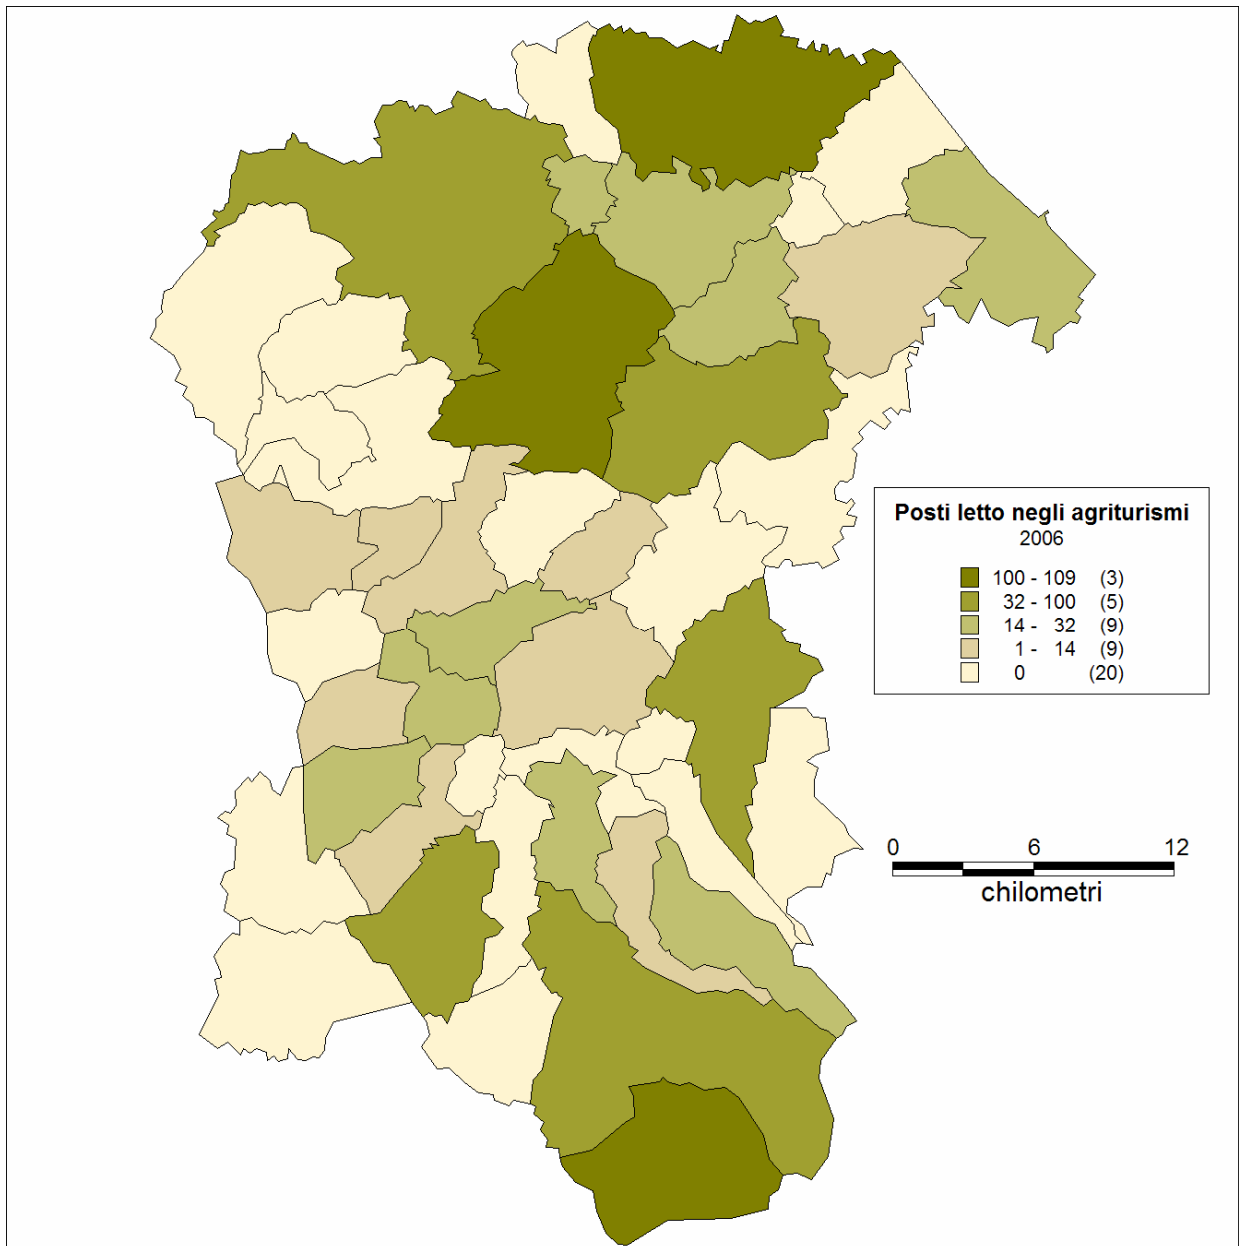 Posti letto negli agriturismi
2006
100 - 109 (3)
32 - 100 (5)
14 - 32 (9)
1 - 14 (9)
0 (20)
0 6 12
chilometri